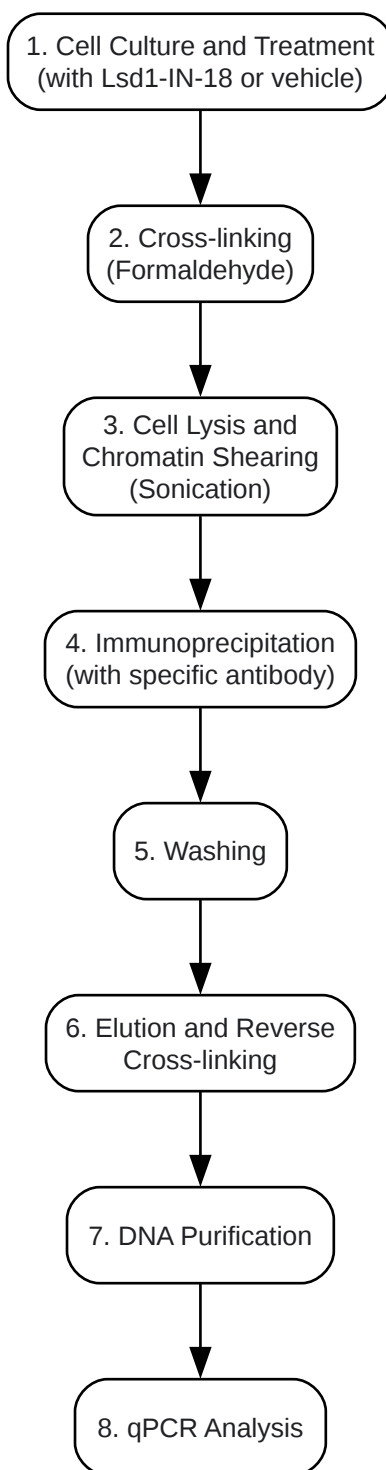 1. Cell Culture and Treatment
(with Lsd1-IN-18 or vehicle)
2. Cross-linking
(Formaldehyde)
3. Cell Lysis and
Chromatin Shearing
(Sonication)
4. Immunoprecipitation
(with specific antibody)
5. Washing
6. Elution and Reverse
Cross-linking
7. DNA Purification
8. qPCR Analysis